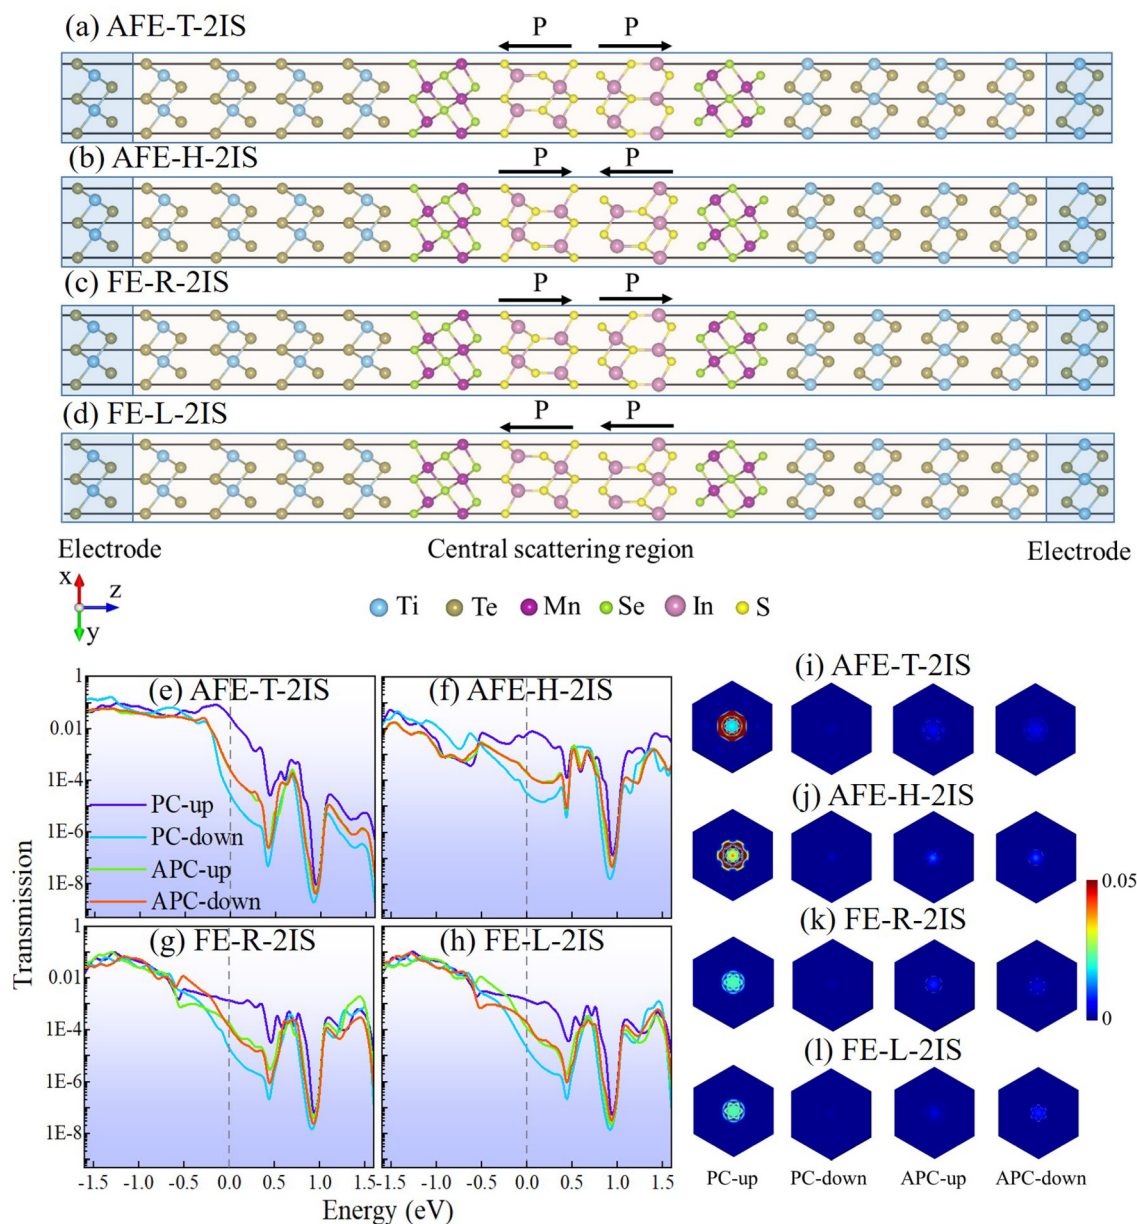 (a) AFE-T-2IS
P P
(b) AFE-H-2IS
P P
(c) FE-R-2IS
P P
(d) FE-L-2IS
P P
Electrode Central scattering region Electrode
x
z
y
Ti Te Mn Se In S
Transmission
1
0.01
1E-4
1E-6
1E-8
(e) AFE-T-2IS
PC-up
PC-down
APC-up
APC-down
(f) AFE-H-2IS
1
0.01
1E-4
1E-6
1E-8
(g) FE-R-2IS
(h) FE-L-2IS
-1.5 -1.0 -0.5 0.0 0.5 1.0 1.5
-1.5 -1.0 -0.5 0.0 0.5 1.0 1.5
Energy (eV)
(i) AFE-T-2IS
(j) AFE-H-2IS
(k) FE-R-2IS
(l) FE-L-2IS
0.05
0
PC-up PC-down APC-up APC-down